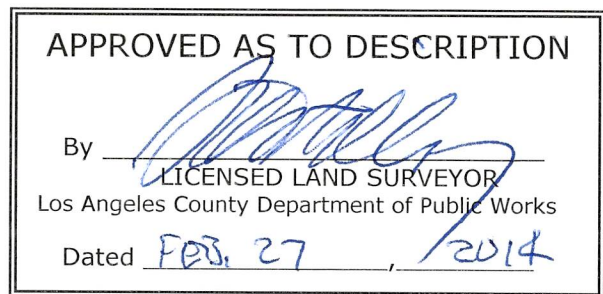 APPROVED AS TO DESCRIPTION
By
LICENSED LAND SURVEYOR
Los Angeles County Department of Public Works
Dated FEB. 27, 2014